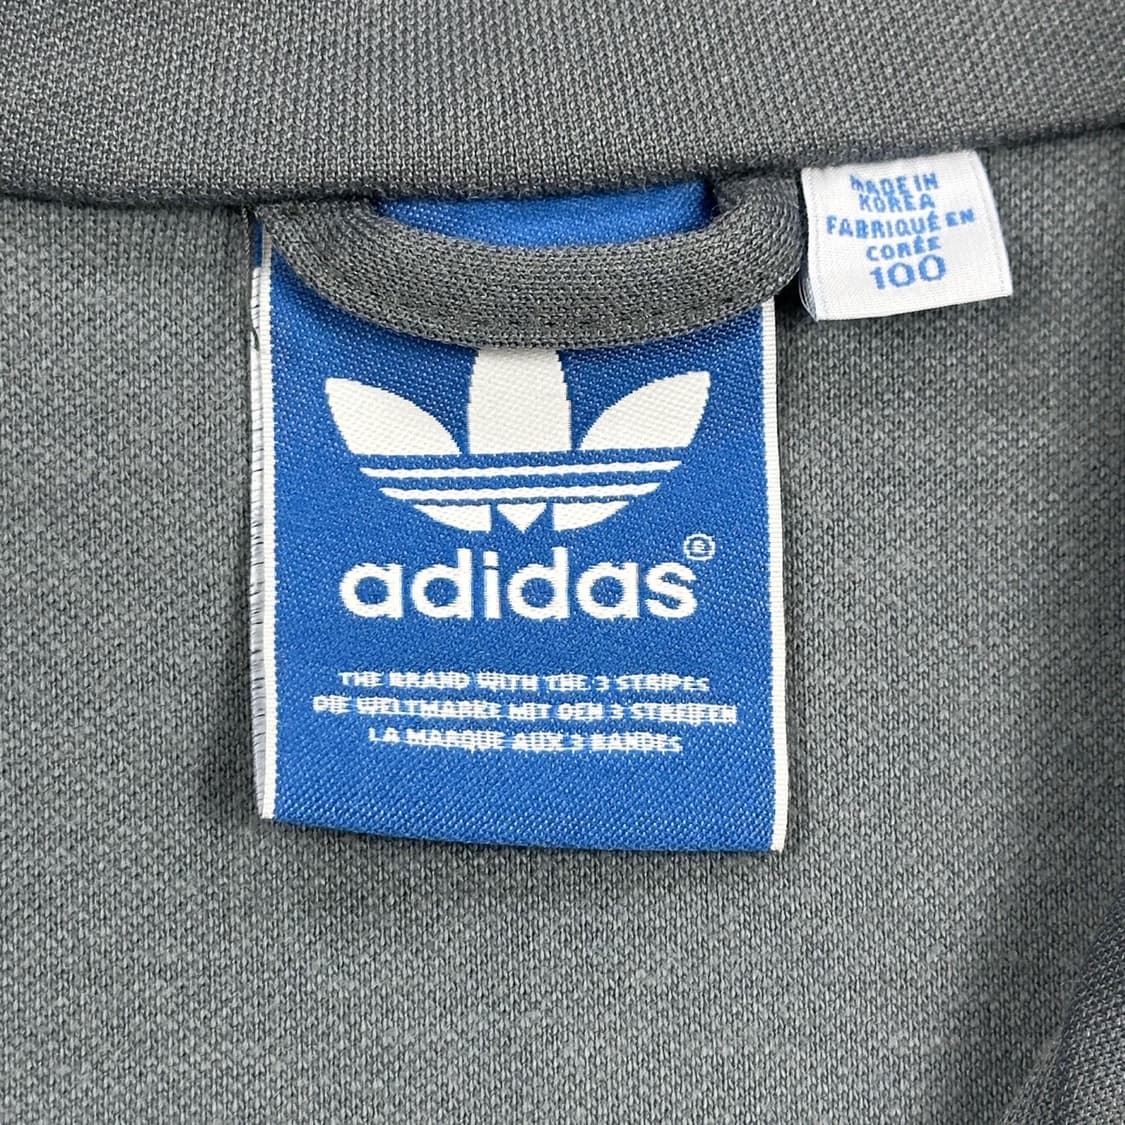 MADE IN
KOREA
FABRIQUÉ EN
CORÉE
100
adidas®
THE BRAND WITH THE 3 STRIPES
DIE WELTMARKE MIT DEN 3 STREIFEN
LA MARQUE AUX 3 BANDES